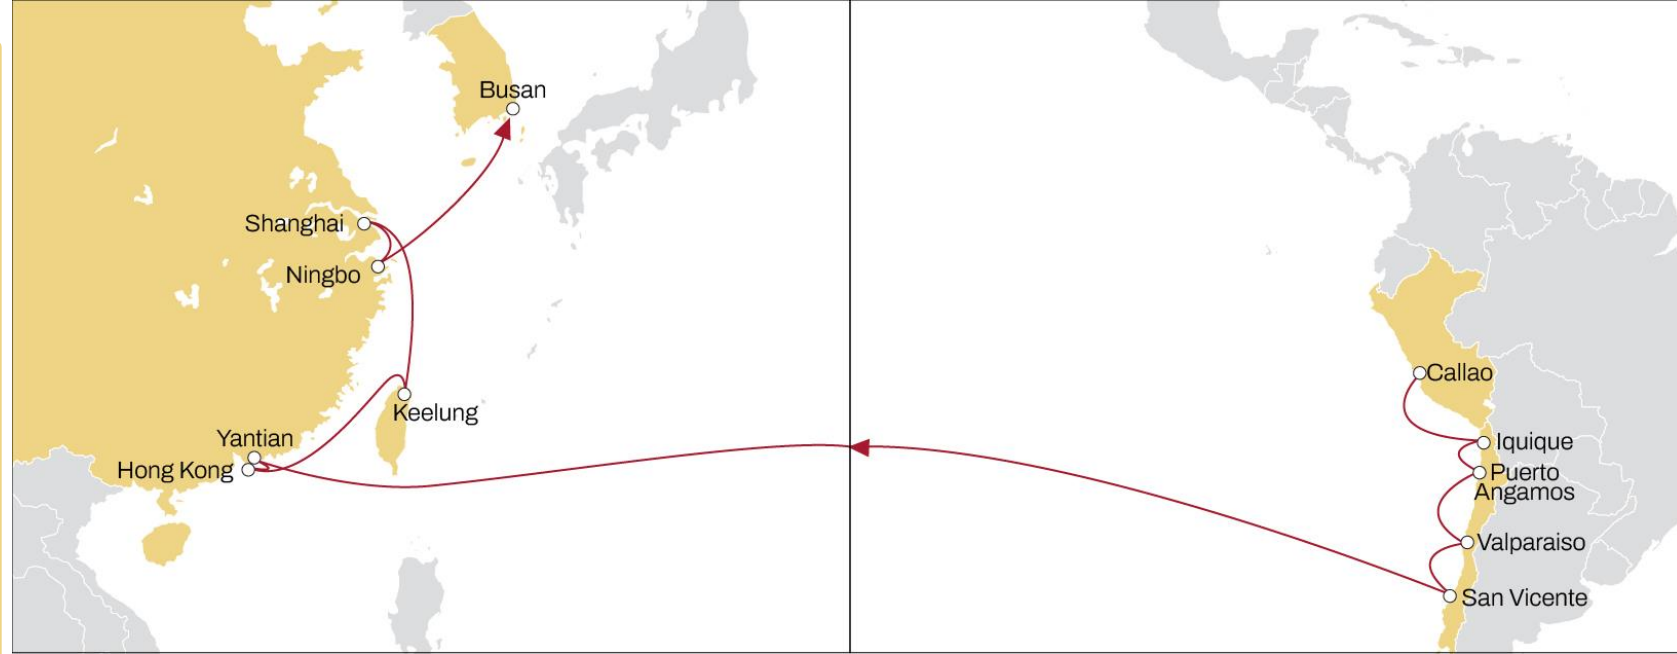 Busan
Shanghai
Ningbo
Keelung
Yantian
Hong Kong
Callao
Iquique
Puerto
Angamos
Valparaiso
San Vicente